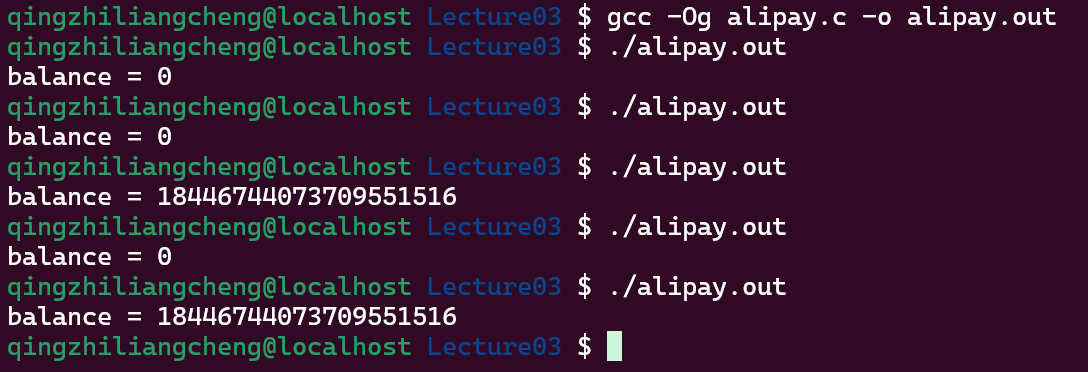 qingzhiliangcheng@localhost Lecture03 $ gcc -Og alipay.c -o alipay.out
qingzhiliangcheng@localhost Lecture03 $ ./alipay.out
balance = 0
qingzhiliangcheng@localhost Lecture03 $ ./alipay.out
balance = 0
qingzhiliangcheng@localhost Lecture03 $ ./alipay.out
balance = 18446744073709551516
qingzhiliangcheng@localhost Lecture03 $ ./alipay.out
balance = 0
qingzhiliangcheng@localhost Lecture03 $ ./alipay.out
balance = 18446744073709551516
qingzhiliangcheng@localhost Lecture03 $